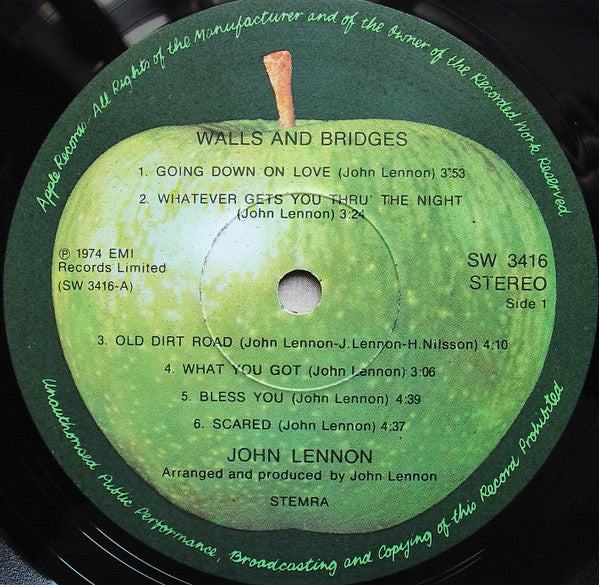 Apple Records. All Rights of the Manufacturer and of the Owner of the Recorded Work Reserved
WALLS AND BRIDGES
1. GOING DOWN ON LOVE (John Lennon) 3:53
2. WHATEVER GETS YOU THRU' THE NIGHT
(John Lennon) 3:24
℗ 1974 EMI
Records Limited
(SW 3416-A)
SW 3416
STEREO
Side 1
3. OLD DIRT ROAD (John Lennon-J.Lennon-H.Nilsson) 4:10
4. WHAT YOU GOT (John Lennon) 3:06
5. BLESS YOU (John Lennon) 4:39
6. SCARED (John Lennon) 4:37
JOHN LENNON
Arranged and produced by John Lennon
STEMRA
Unauthorised Public Performance, Broadcasting and Copying of this Record Prohibited